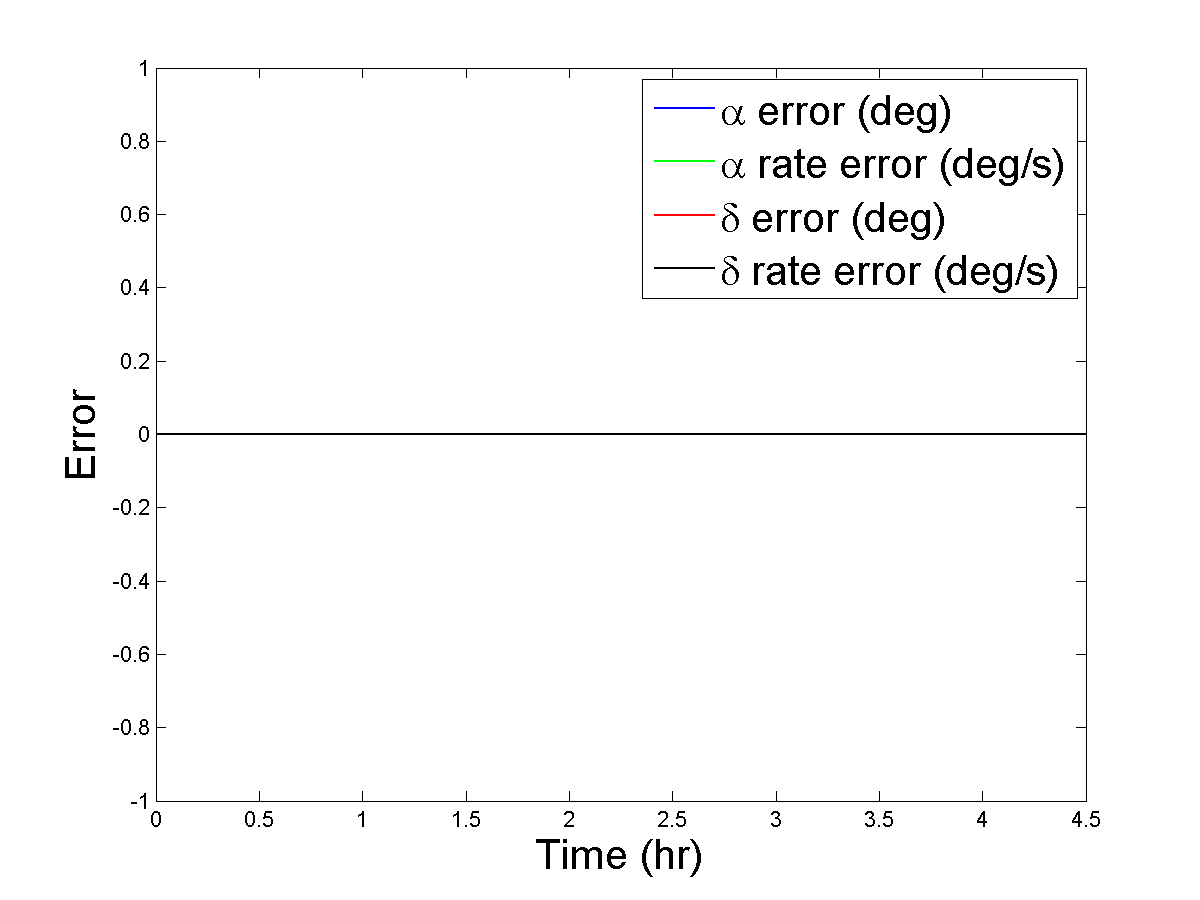 1
0.8
0.6
0.4
0.2
0
-0.2
-0.4
-0.6
-0.8
-1
Error
α error (deg)
α rate error (deg/s)
δ error (deg)
δ rate error (deg/s)
0 0.5 1 1.5 2 2.5 3 3.5 4 4.5
Time (hr)